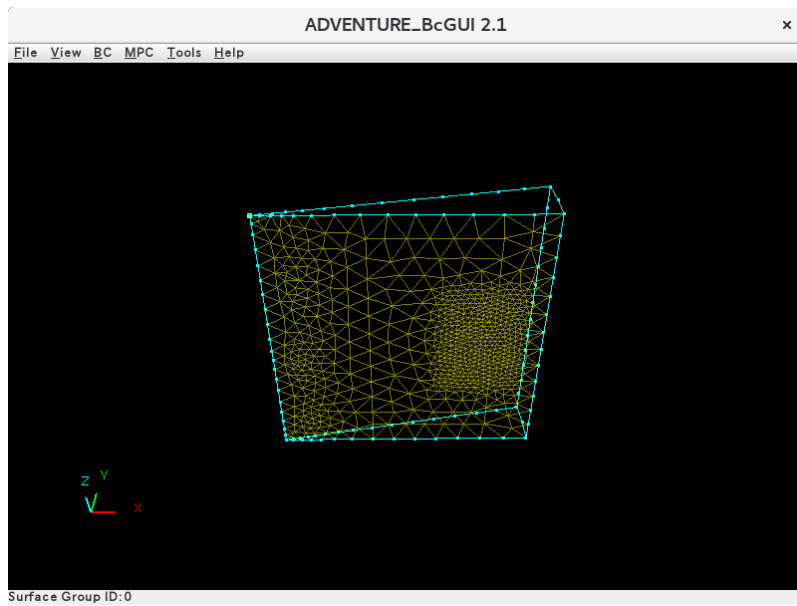 ADVENTURE_BcGUI 2.1 ×
File View BC MPC Tools Help
Z Y
X
Surface Group ID:0